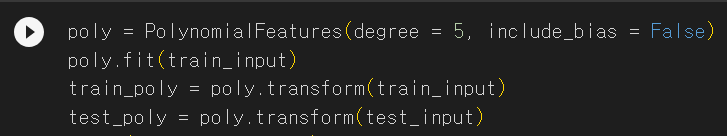 poly = PolynomialFeatures(degree = 5, include_bias = False)
poly.fit(train_input)
train_poly = poly.transform(train_input)
test_poly = poly.transform(test_input)